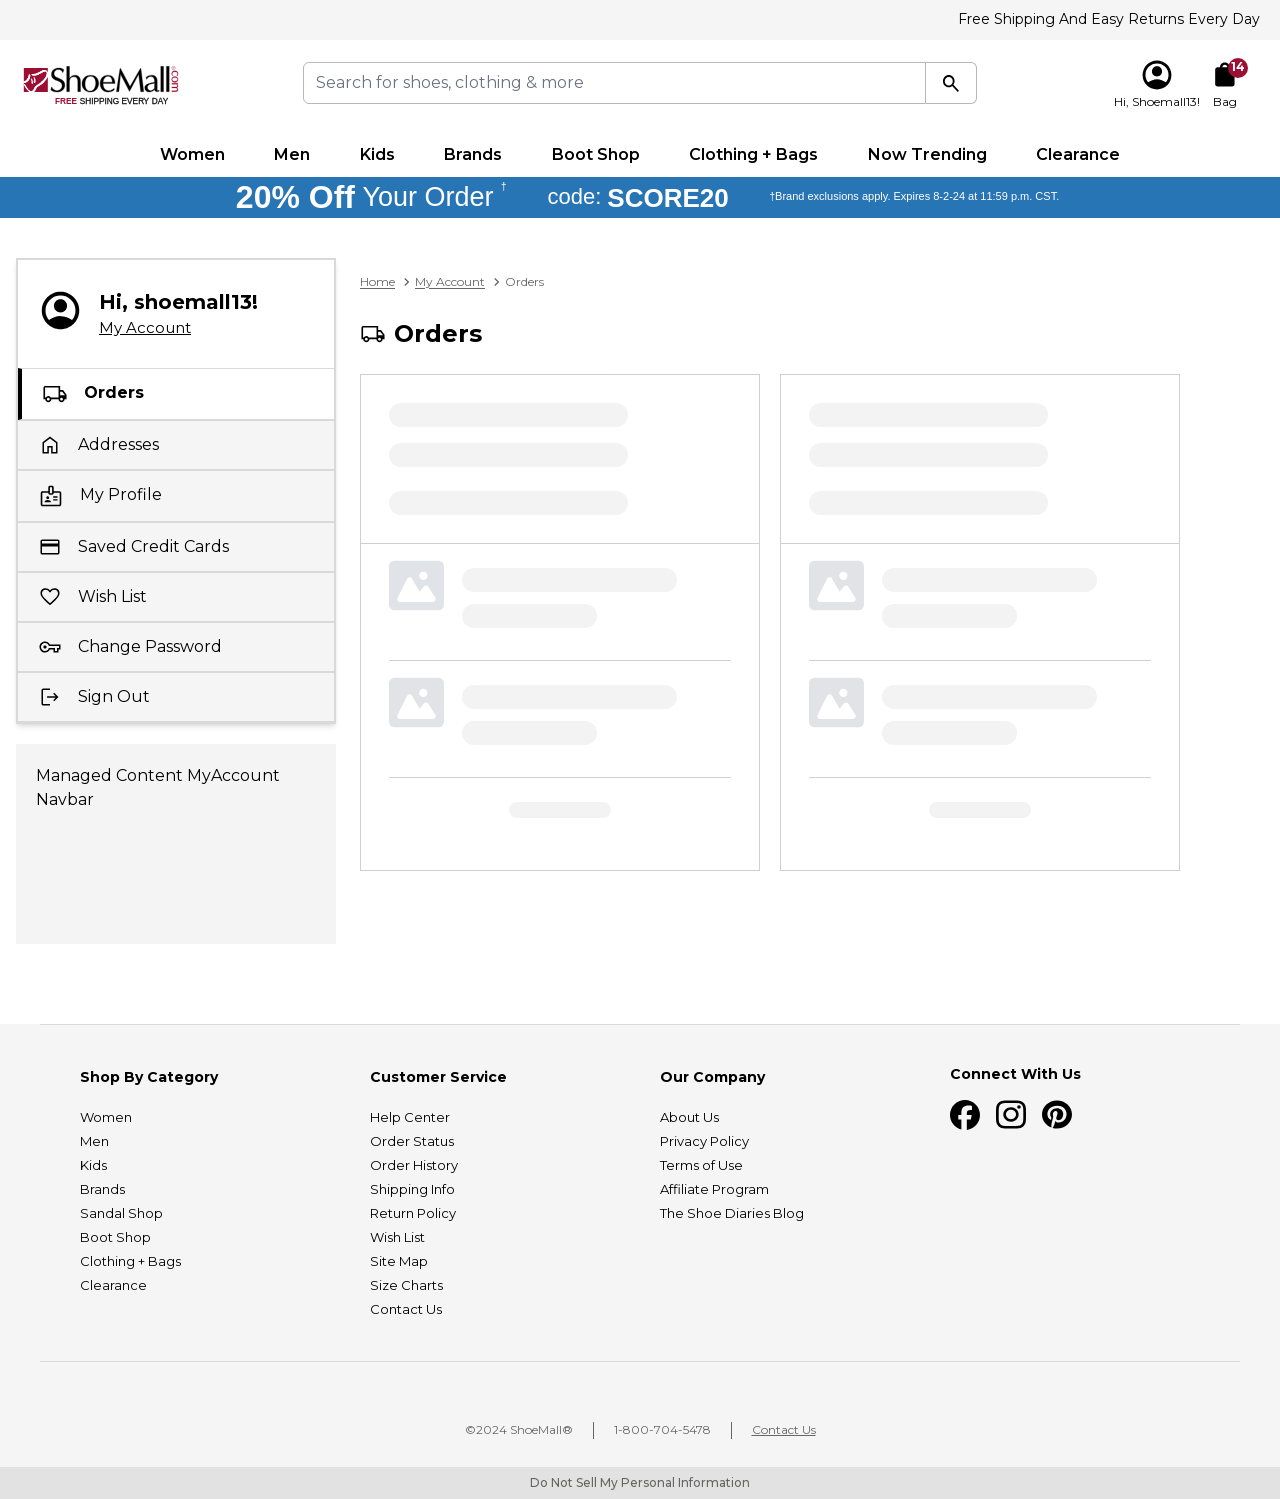 Free Shipping And Easy Returns Every Day
ShoeMall.com®
FREE SHIPPING EVERY DAY
Search for shoes, clothing & more
Hi, Shoemall13!
14
Bag
Women Men Kids Brands Boot Shop Clothing + Bags Now Trending Clearance
20% Off Your Order † code: SCORE20 †Brand exclusions apply. Expires 8-2-24 at 11:59 p.m. CST.
Hi, shoemall13!
My Account
Orders
Addresses
My Profile
Saved Credit Cards
Wish List
Change Password
Sign Out
Managed Content MyAccount
Navbar
Home > My Account > Orders
Orders
Shop By Category
Women
Men
Kids
Brands
Sandal Shop
Boot Shop
Clothing + Bags
Clearance
Customer Service
Help Center
Order Status
Order History
Shipping Info
Return Policy
Wish List
Site Map
Size Charts
Contact Us
Our Company
About Us
Privacy Policy
Terms of Use
Affiliate Program
The Shoe Diaries Blog
Connect With Us
©2024 ShoeMall® | 1-800-704-5478 | Contact Us
Do Not Sell My Personal Information